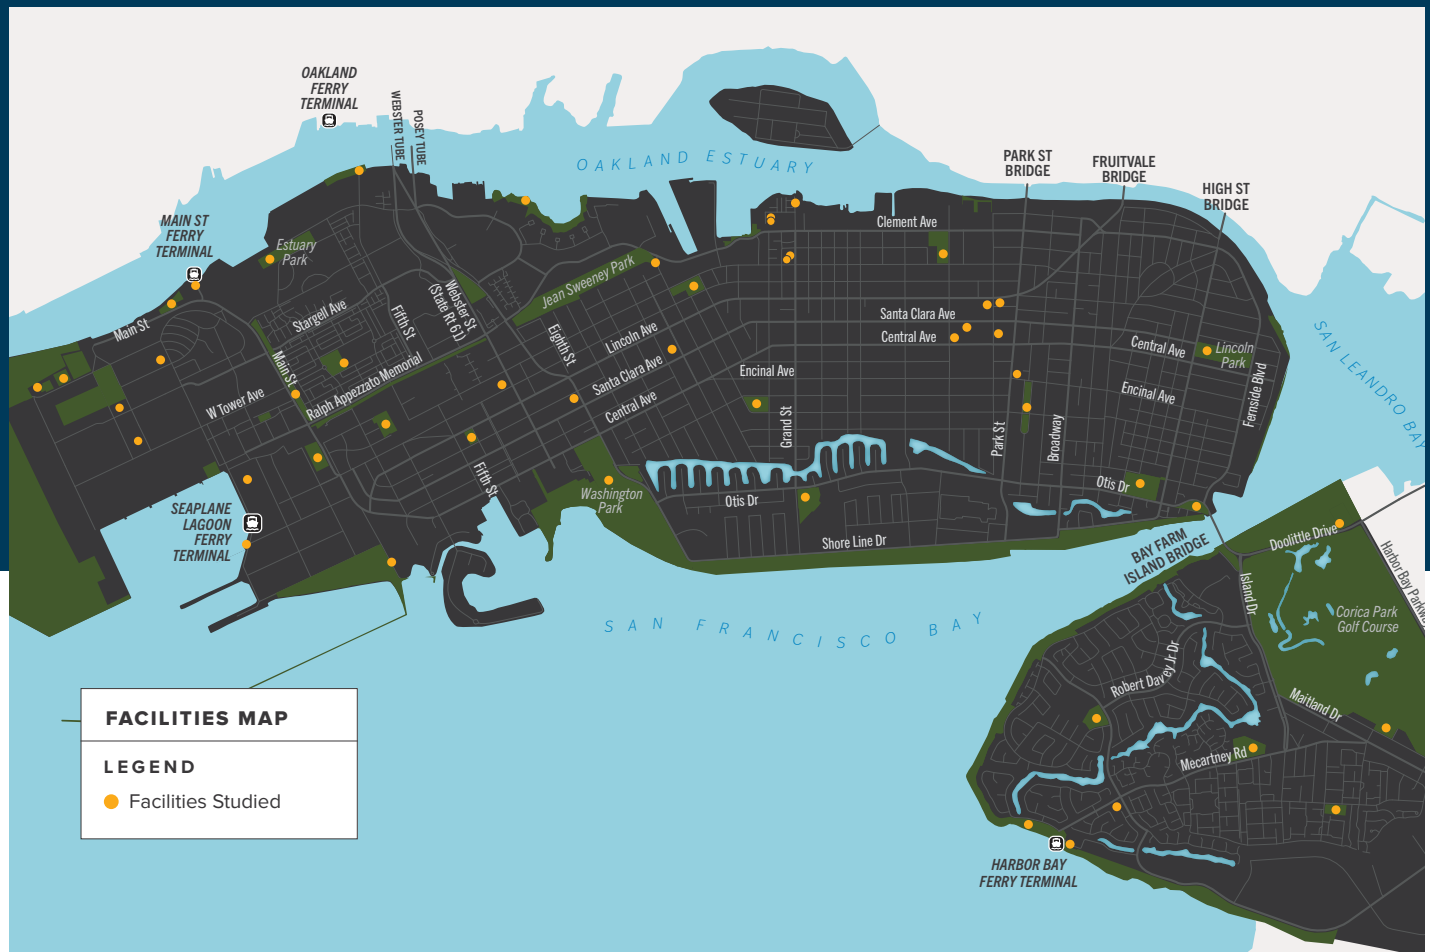 OAKLAND
FERRY
TERMINAL
WEBSTER TUBE
POSEY TUBE
OAKLAND ESTUARY
PARK ST
BRIDGE
FRUITVALE
BRIDGE
HIGH ST
BRIDGE
MAIN ST
FERRY
TERMINAL
Estuary
Park
Clement Ave
Jean Sweeney Park
Webster St
(State Rt 61)
Stargell Ave
Fifth St
Main St
Eighth St
Lincoln Ave
Santa Clara Ave
Central Ave
Santa Clara Ave
Central Ave
Central Ave
Lincoln
Park
SAN LEANDRO BAY
Main St
Ralph Appezzato Memorial
W Tower Ave
Encinal Ave
Encinal Ave
Fernside Blvd
Grand St
Park St
Broadway
Fifth St
Washington
Park
Otis Dr
Otis Dr
Shore Line Dr
SEAPLANE
LAGOON
FERRY
TERMINAL
BAY FARM
ISLAND BRIDGE
Doolittle Drive
Harbor Bay Parkway
Island Dr
Corica Park
Golf Course
SAN FRANCISCO BAY
Robert Davey Jr Dr
Maitland Dr
Mecartney Rd
HARBOR BAY
FERRY TERMINAL
FACILITIES MAP
LEGEND
Facilities Studied